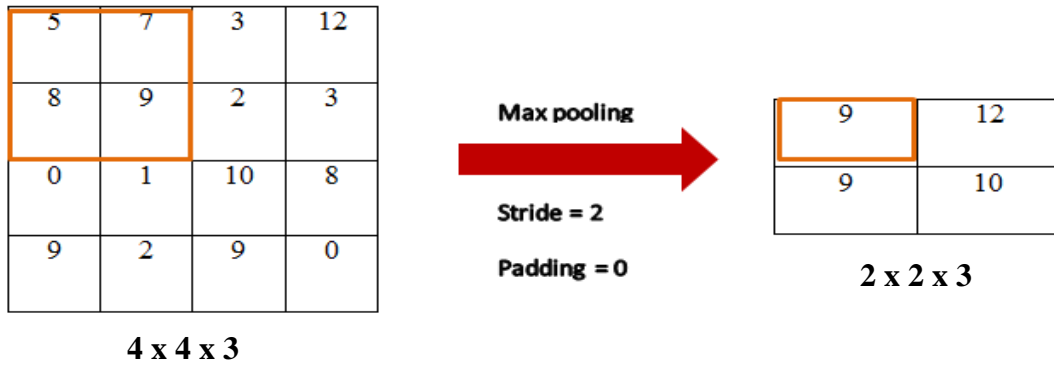 5 7 3 12
8 9 2 3
0 1 10 8
9 2 9 0
4 x 4 x 3
Max pooling
Stride = 2
Padding = 0
9 12
9 10
2 x 2 x 3